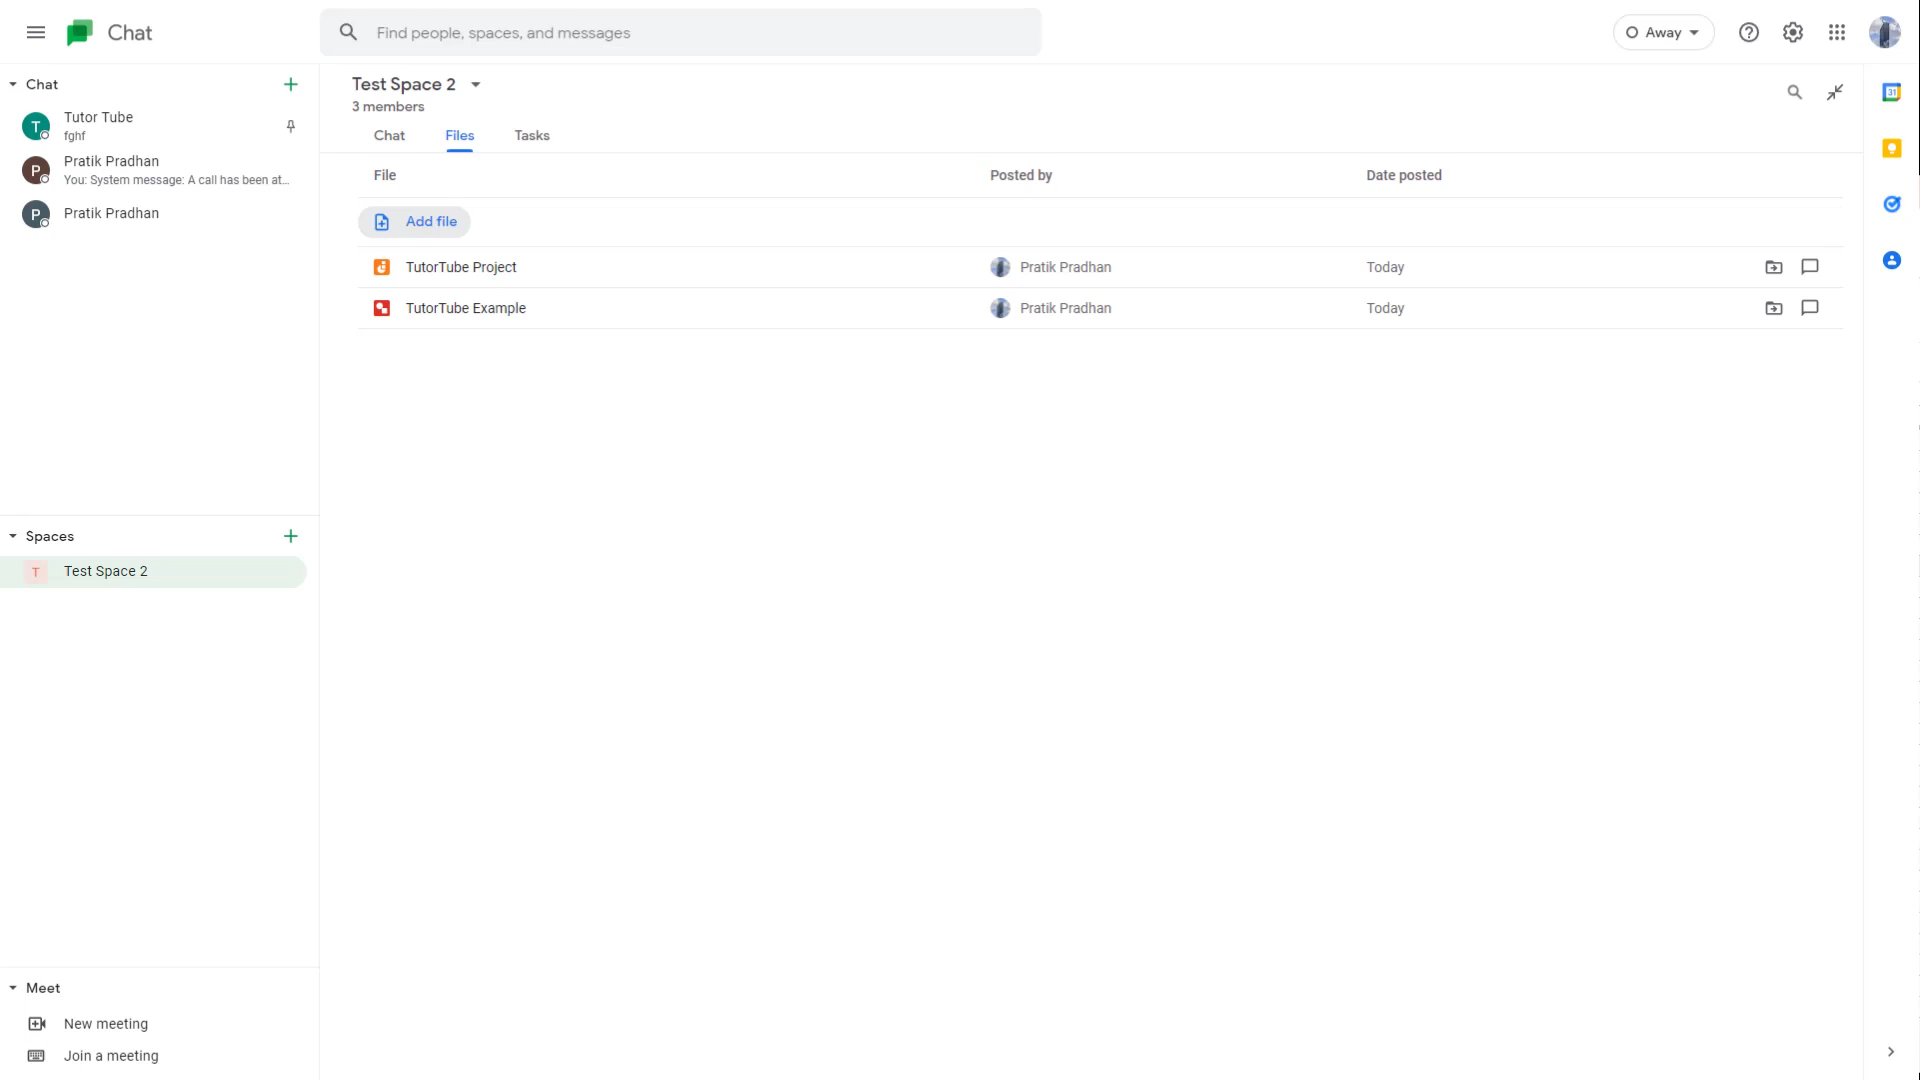 Chat
Find people, spaces, and messages
Away
Chat
Tutor Tube
T
fghf
Pratik Pradhan
P
You: System message: A call has been at...
P
Pratik Pradhan
Spaces
T
Test Space 2
Meet
New meeting
Join a meeting
Test Space 2
3 members
Chat
Files
Tasks
File
Posted by
Date posted
Add file
TutorTube Project
Pratik Pradhan
Today
TutorTube Example
Pratik Pradhan
Today
31